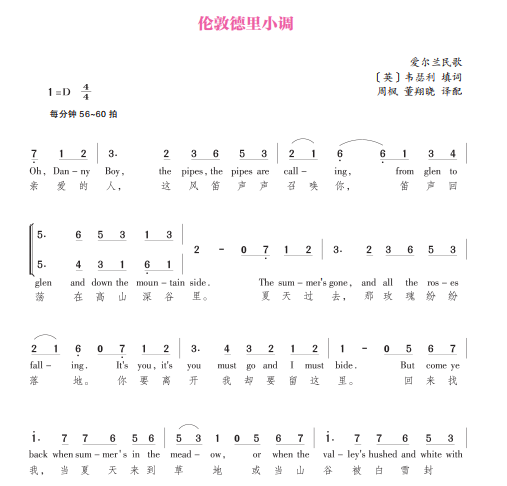 伦敦德里小调
爱尔兰民歌
[英]韦瑟利 填词
周枫 董翔晓 译配
1=D 4/4
每分钟 56~60 拍
7 1 2 | 3. 2 3 6 5 3 | 2 1 6 6 1 3 4
Oh, Dan–ny Boy, the pipes, the pipes are call– ing, from glen to
亲 爱 的 人, 这 风 笛 声 声 召 唤 你, 笛 声 回
5. 6 5 3 1 3
5. 4 3 1 6 1
2 – 0 7 1 2 | 3. 2 3 6 5 3
glen and down the moun–tain side. The sum–mer's gone, and all the ros–es
荡 在 高 山 深 谷 里。 夏 天 过 去, 那 玫 瑰 纷 纷
2 1 6 0 7 1 2 | 3. 4 3 2 1 2 | 1 – 0 5 6 7
fall– ing. It's you, it's you must go and I must bide. But come ye
落 地。 你 要 离 开 我 却 要 留 这 里。 回 来 找
1. 7 7 6 5 6 | 5 3 1 0 5 6 7 | 1. 7 7 6 5 3
back when sum–mer's in the mead–ow, or when the val–ley's hushed and white with
我, 当 夏 天 来 到 草 地 或 当 山 谷 被 白 雪 封